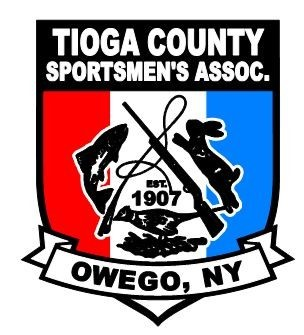 TIOGA COUNTY
SPORTSMEN'S ASSOC.
EST.
1907
OWEGO, NY